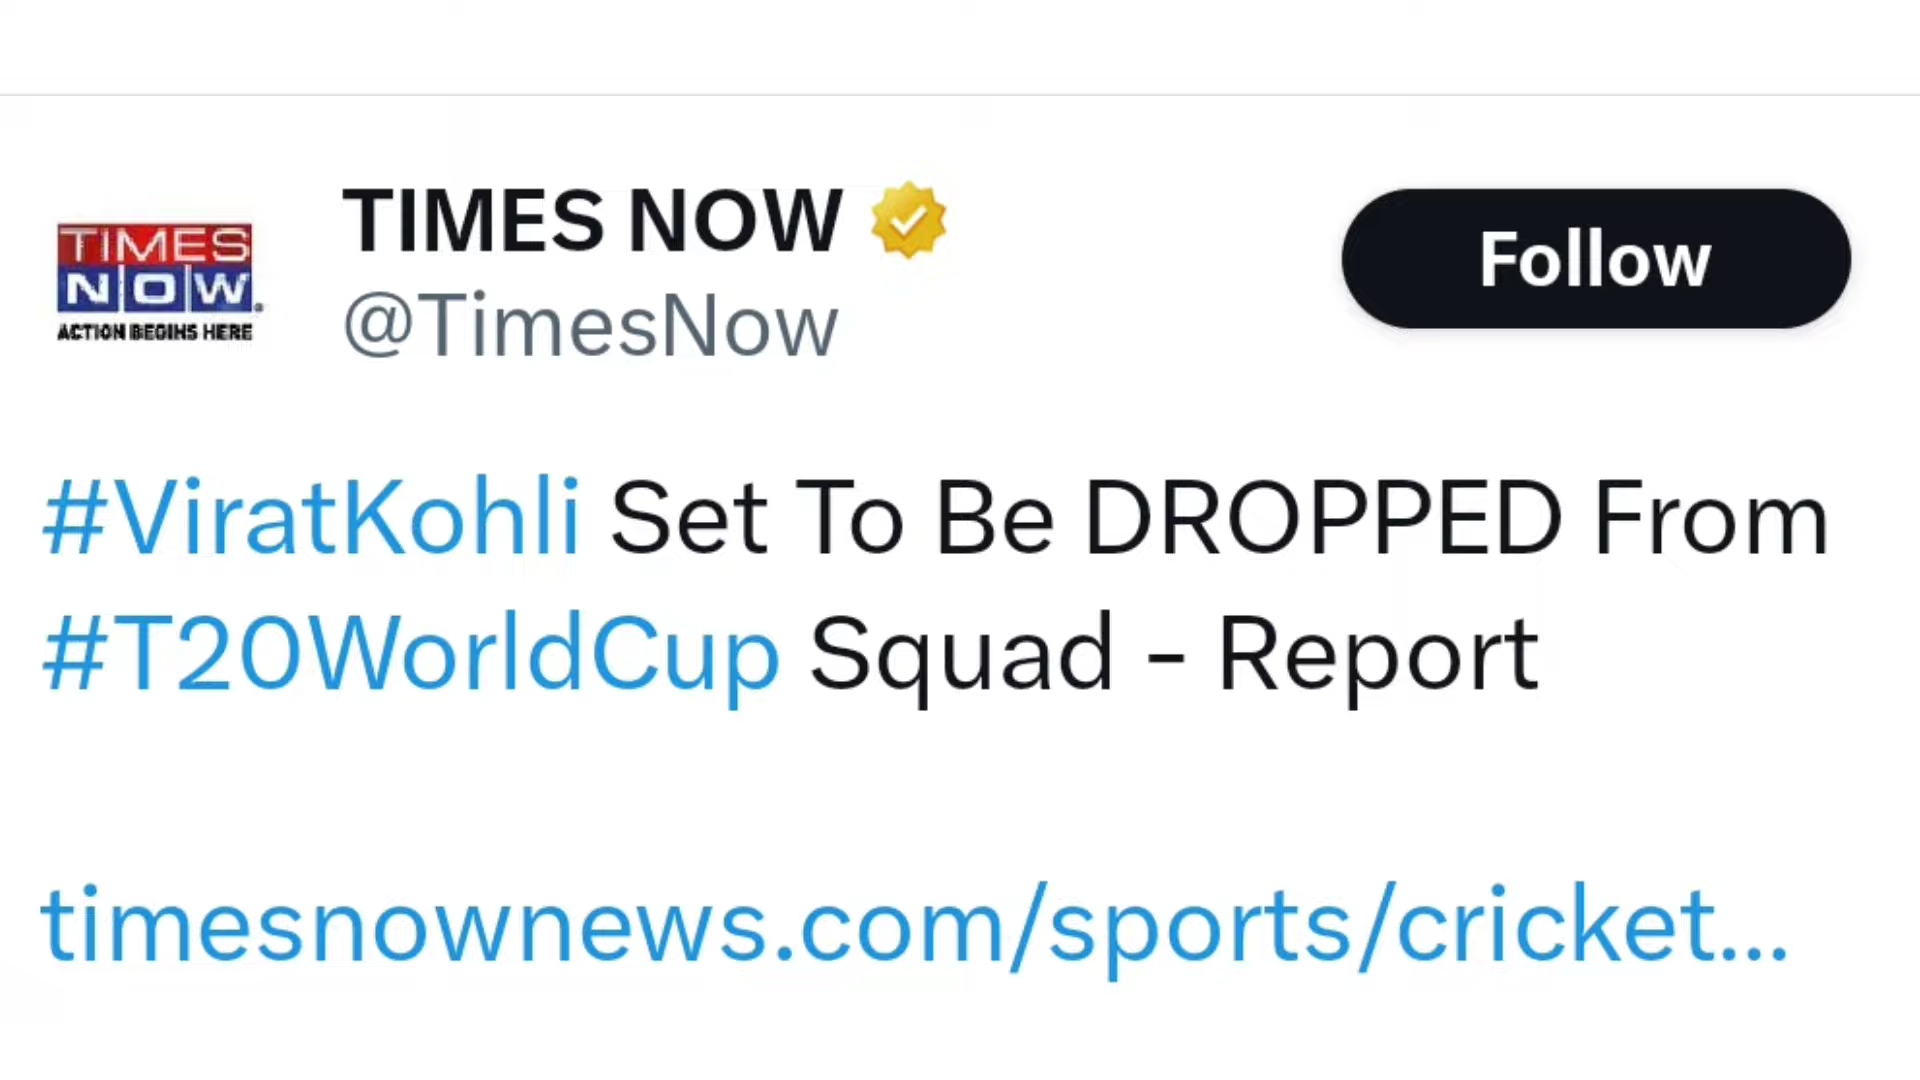 TIMES NOW
@TimesNow
Follow
TIMES
NOW
ACTION BEGINS HERE
#ViratKohli Set To Be DROPPED From
#T20WorldCup Squad - Report
timesnownews.com/sports/cricket...